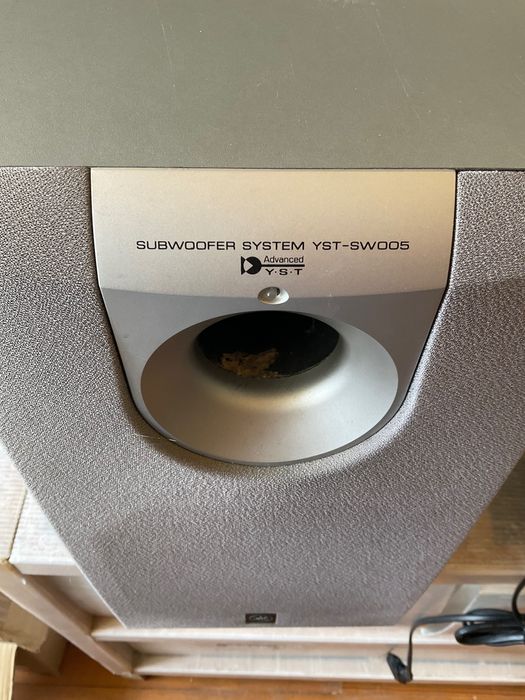 SUBWOOFER SYSTEM YST-SW005
Advanced
Y·S·T